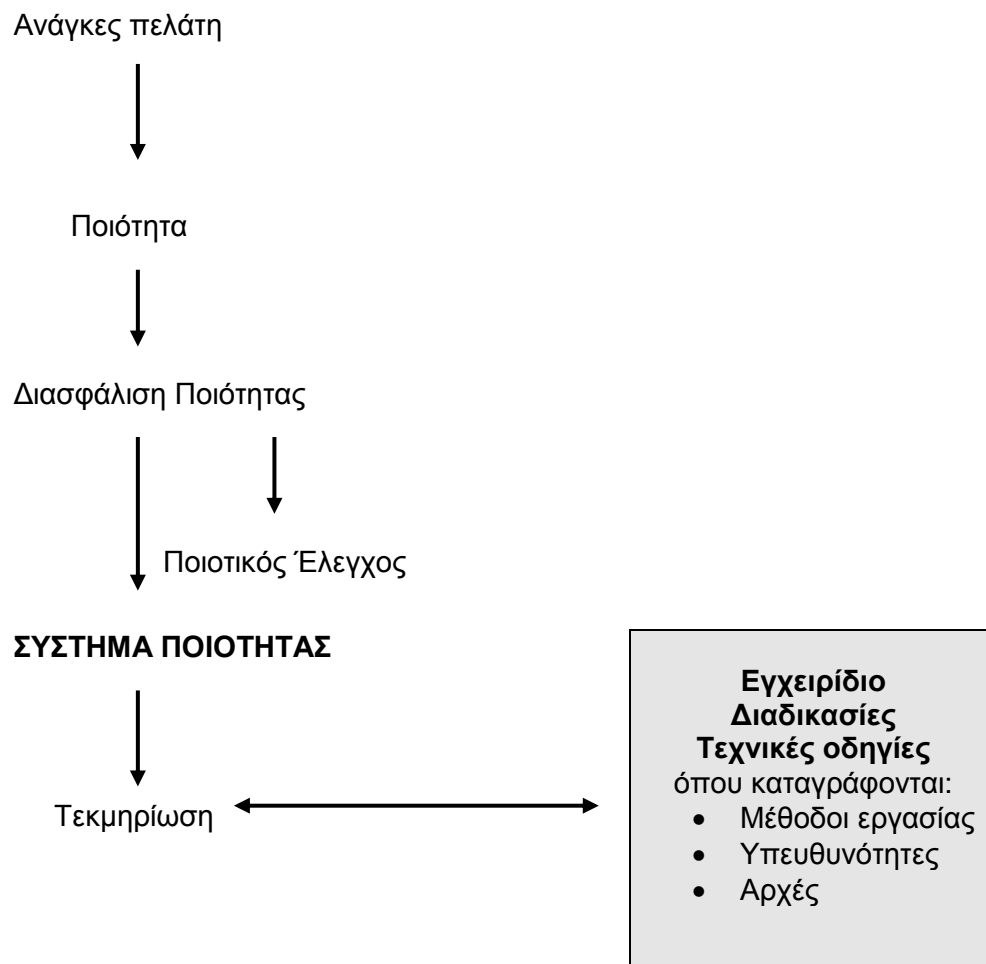 Ανάγκες πελάτη
Ποιότητα
Διασφάλιση Ποιότητας
Ποιοτικός Έλεγχος
ΣΥΣΤΗΜΑ ΠΟΙΟΤΗΤΑΣ
Τεκμηρίωση
Εγχειρίδιο
Διαδικασίες
Τεχνικές οδηγίες
όπου καταγράφονται:
• Μέθοδοι εργασίας
• Υπευθυνότητες
• Αρχές